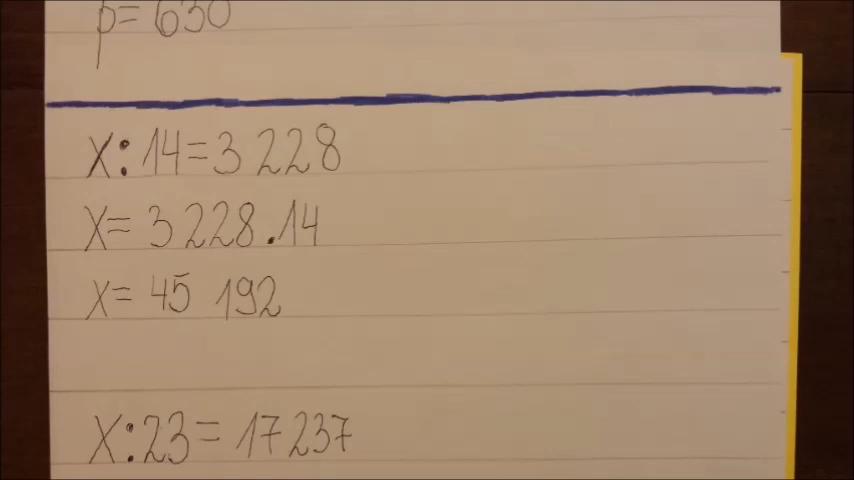 p= 630
x:14=3 228
x= 3 228.14
x= 45 192
x:23= 17 237